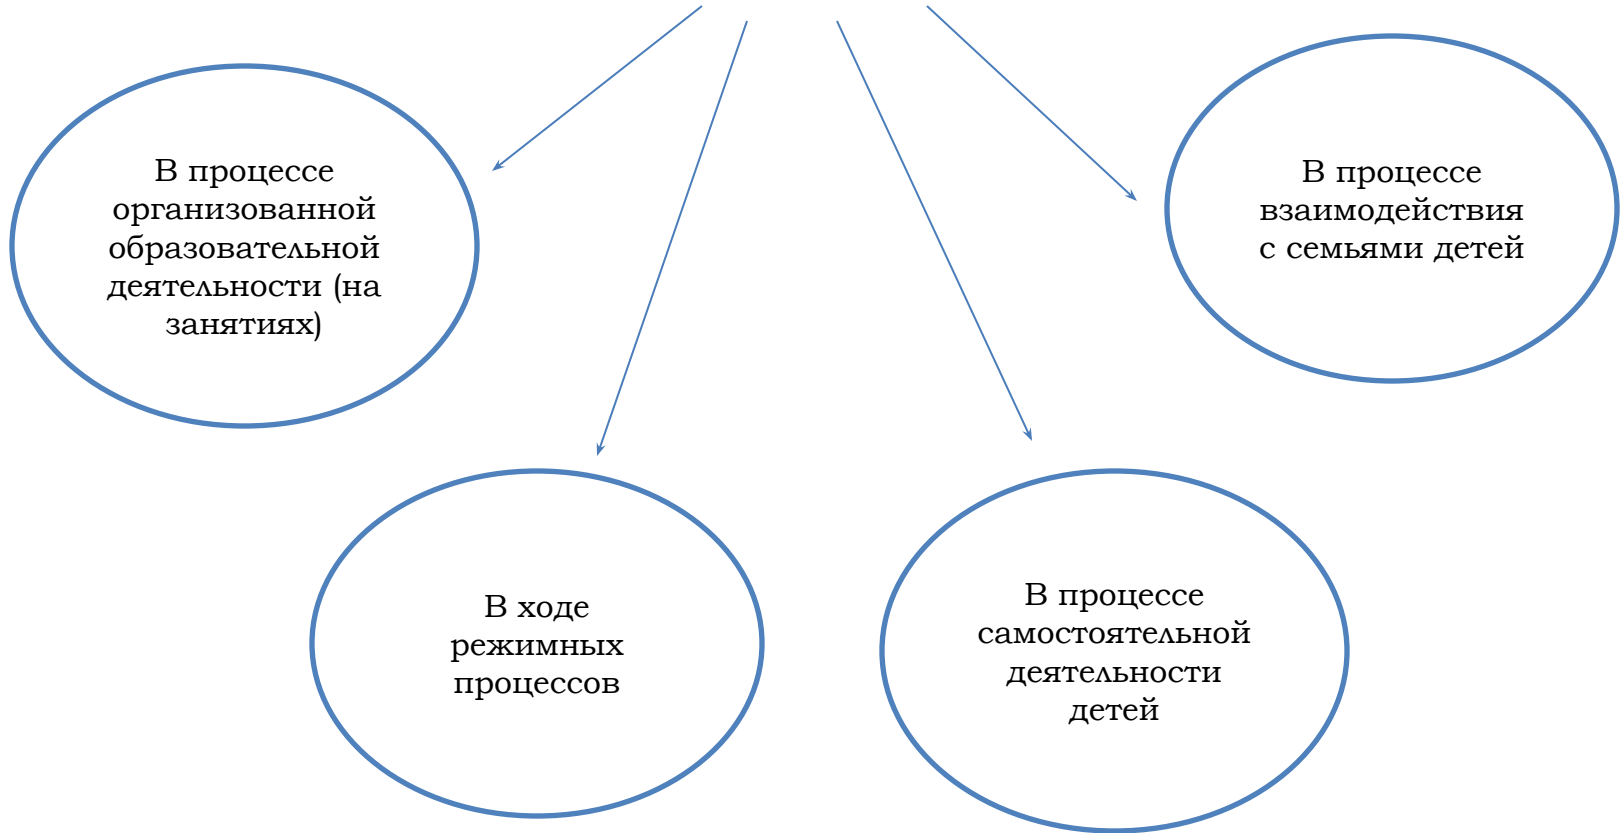 В процессе
организованной
образовательной
деятельности (на
занятиях)
В процессе
взаимодействия
с семьями детей
В ходе
режимных
процессов
В процессе
самостоятельной
деятельности
детей